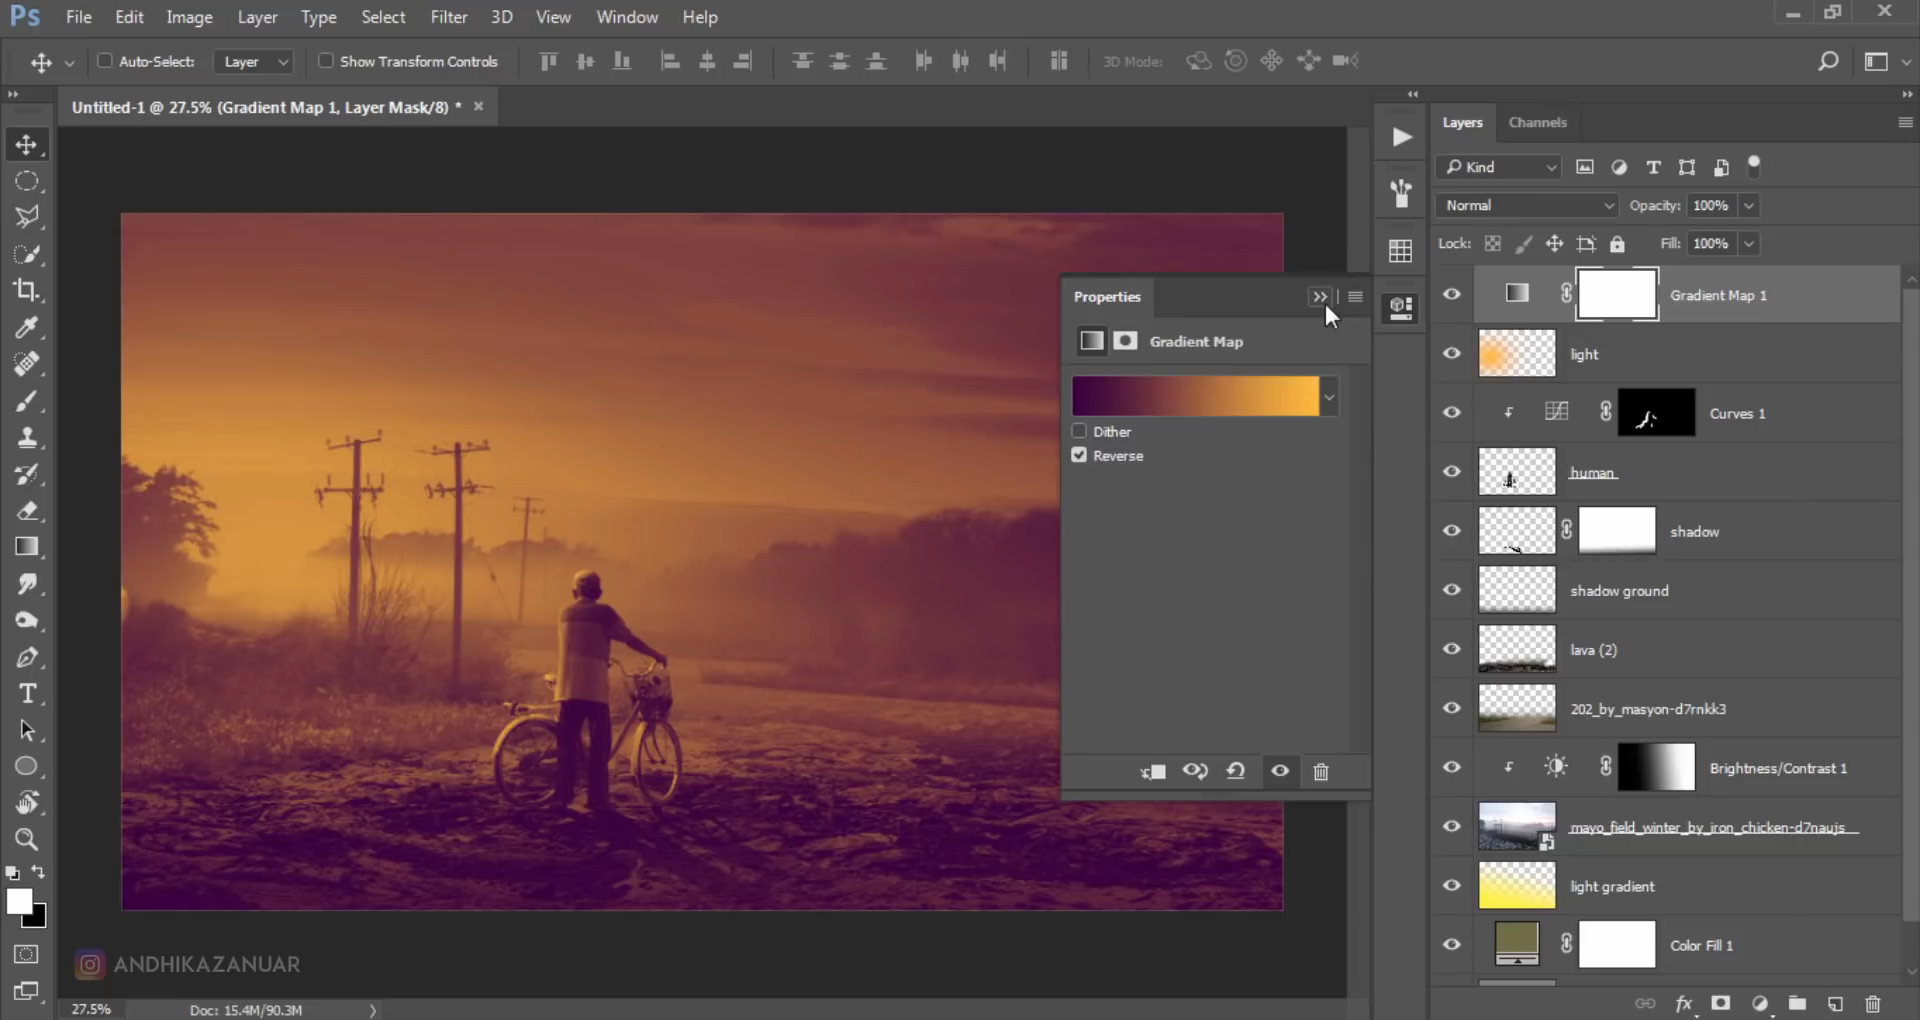 Ps File Edit Image Layer Type Select Filter 3D View Window Help
Auto-Select: Layer Show Transform Controls 3D Mode:
Untitled-1 @ 27.5% (Gradient Map 1, Layer Mask/8) *
Layers Channels
Kind
Normal Opacity: 100%
Lock: Fill: 100%
Gradient Map 1
light
Curves 1
human
shadow
shadow ground
lava (2)
202_by_masyon-d7rnkk3
Brightness/Contrast 1
mayo_field_winter_by_iron_chicken-d7naujs
light gradient
Color Fill 1
Properties
Gradient Map
Dither
Reverse
ANDHIKAZANUAR
27.5% Doc: 15.4M/90.3M